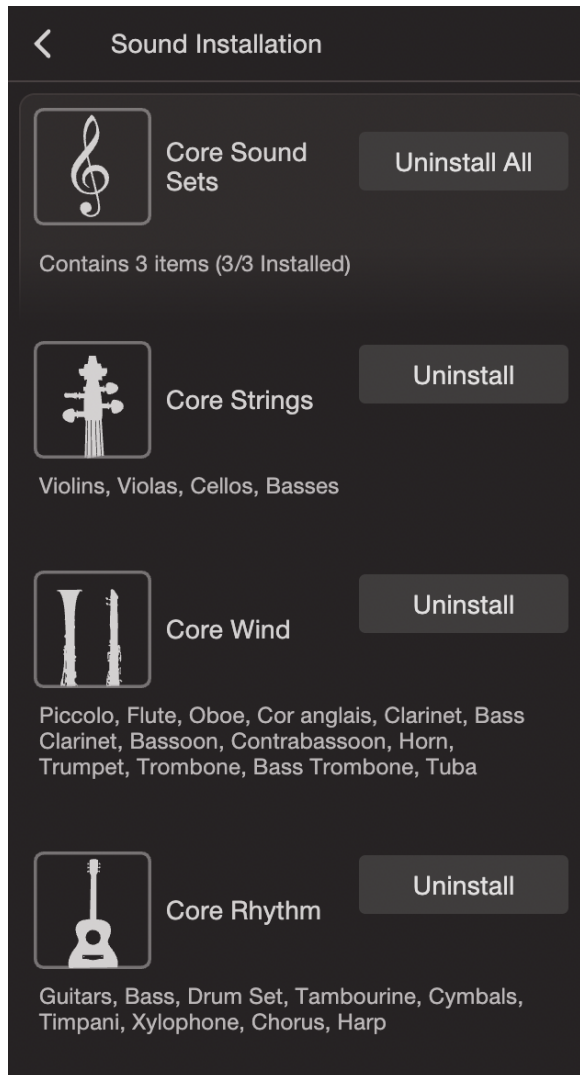 Sound Installation
Core Sound
Sets
Uninstall All
Contains 3 items (3/3 Installed)
Core Strings
Uninstall
Violins, Violas, Cellos, Basses
Core Wind
Uninstall
Piccolo, Flute, Oboe, Cor anglais, Clarinet, Bass
Clarinet, Bassoon, Contrabassoon, Horn,
Trumpet, Trombone, Bass Trombone, Tuba
Core Rhythm
Uninstall
Guitars, Bass, Drum Set, Tambourine, Cymbals,
Timpani, Xylophone, Chorus, Harp